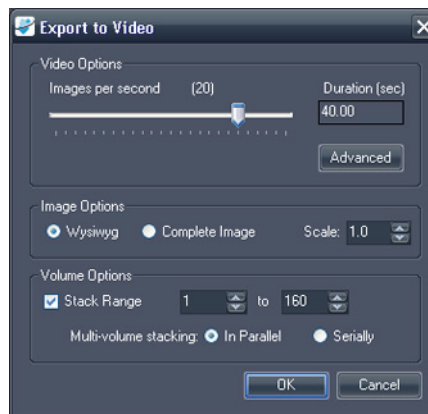 Export to Video
Video Options
Images per second (20) Duration (sec)
40.00
Advanced
Image Options
Wysiwyg Complete Image Scale: 1.0
Volume Options
Stack Range 1 to 160
Multi-volume stacking: In Parallel Serially
OK Cancel